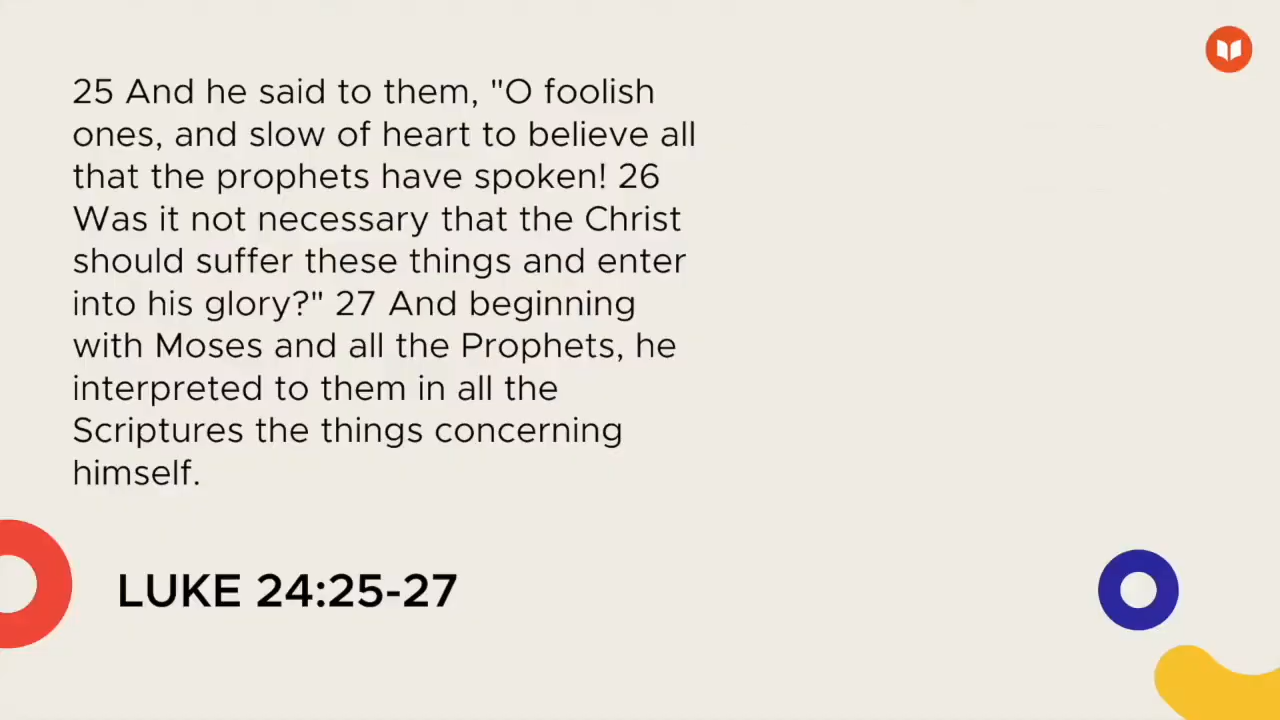 25 And he said to them, "O foolish
ones, and slow of heart to believe all
that the prophets have spoken! 26
Was it not necessary that the Christ
should suffer these things and enter
into his glory?" 27 And beginning
with Moses and all the Prophets, he
interpreted to them in all the
Scriptures the things concerning
himself.
LUKE 24:25-27